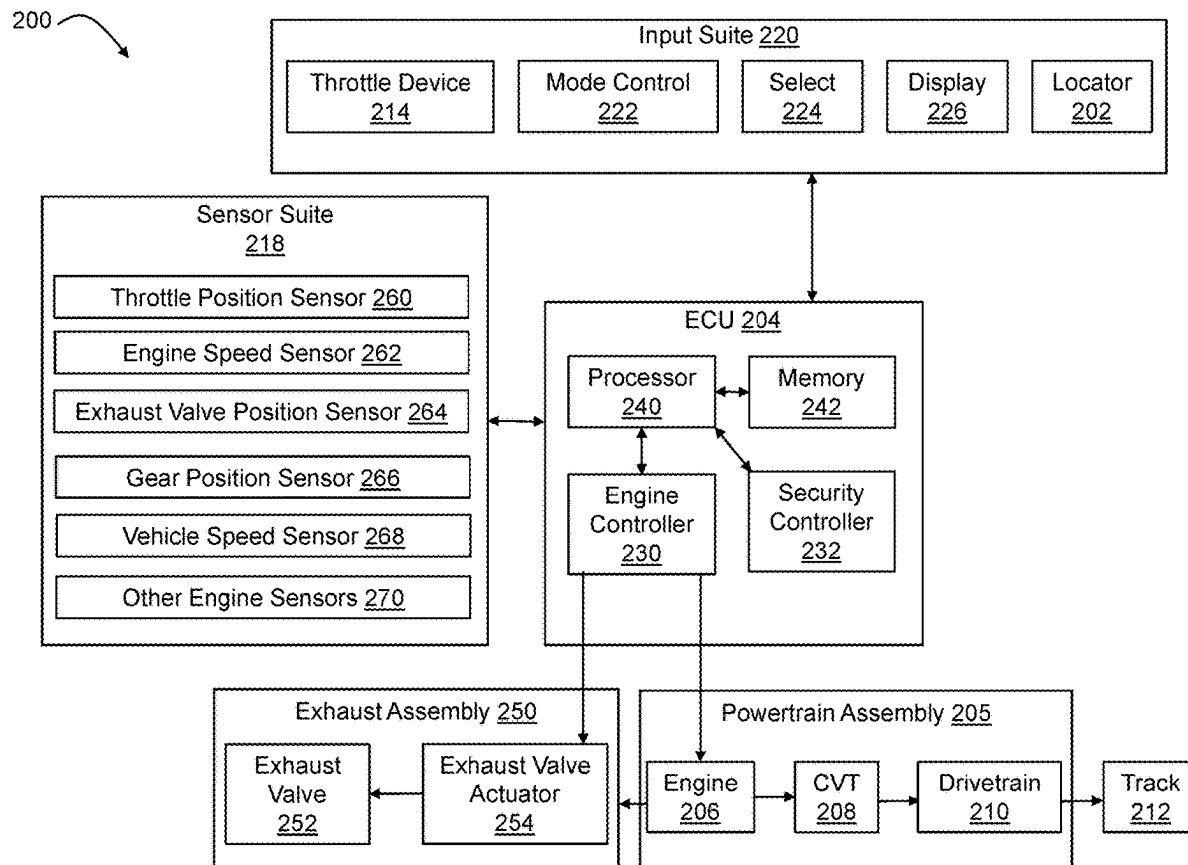 200
Input Suite 220
Throttle Device
214
Mode Control
222
Select
224
Display
226
Locator
202
Sensor Suite
218
Throttle Position Sensor 260
Engine Speed Sensor 262
Exhaust Valve Position Sensor 264
Gear Position Sensor 266
Vehicle Speed Sensor 268
Other Engine Sensors 270
ECU 204
Processor
240
Memory
242
Engine
Controller
230
Security
Controller
232
Exhaust Assembly 250
Exhaust
Valve
252
Exhaust Valve
Actuator
254
Powertrain Assembly 205
Engine
206
CVT
208
Drivetrain
210
Track
212